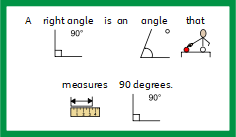 A right angle is an angle that
90°
measures 90 degrees.
90°